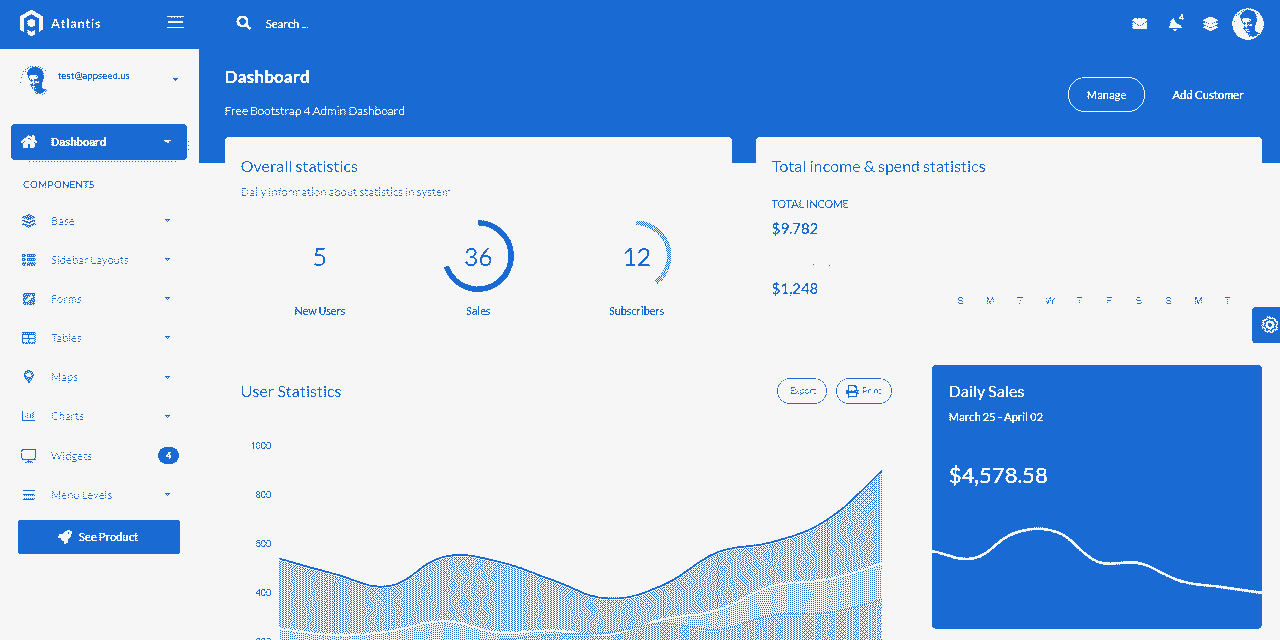 Atlantis
Search ...
4
test@appseed.us
Dashboard
Free Bootstrap 4 Admin Dashboard
Manage
Add Customer
Dashboard
COMPONENTS
Base
Sidebar Layouts
Forms
Tables
Maps
Charts
Widgets
4
Menu Levels
See Product
Overall statistics
Daily information about statistics in system
5
36
12
New Users
Sales
Subscribers
Total income & spend statistics
TOTAL INCOME
$9.782
$1,248
S M T W T F S S M T
User Statistics
Export
Print
1000
800
600
400
200
Daily Sales
March 25 - April 02
$4,578.58